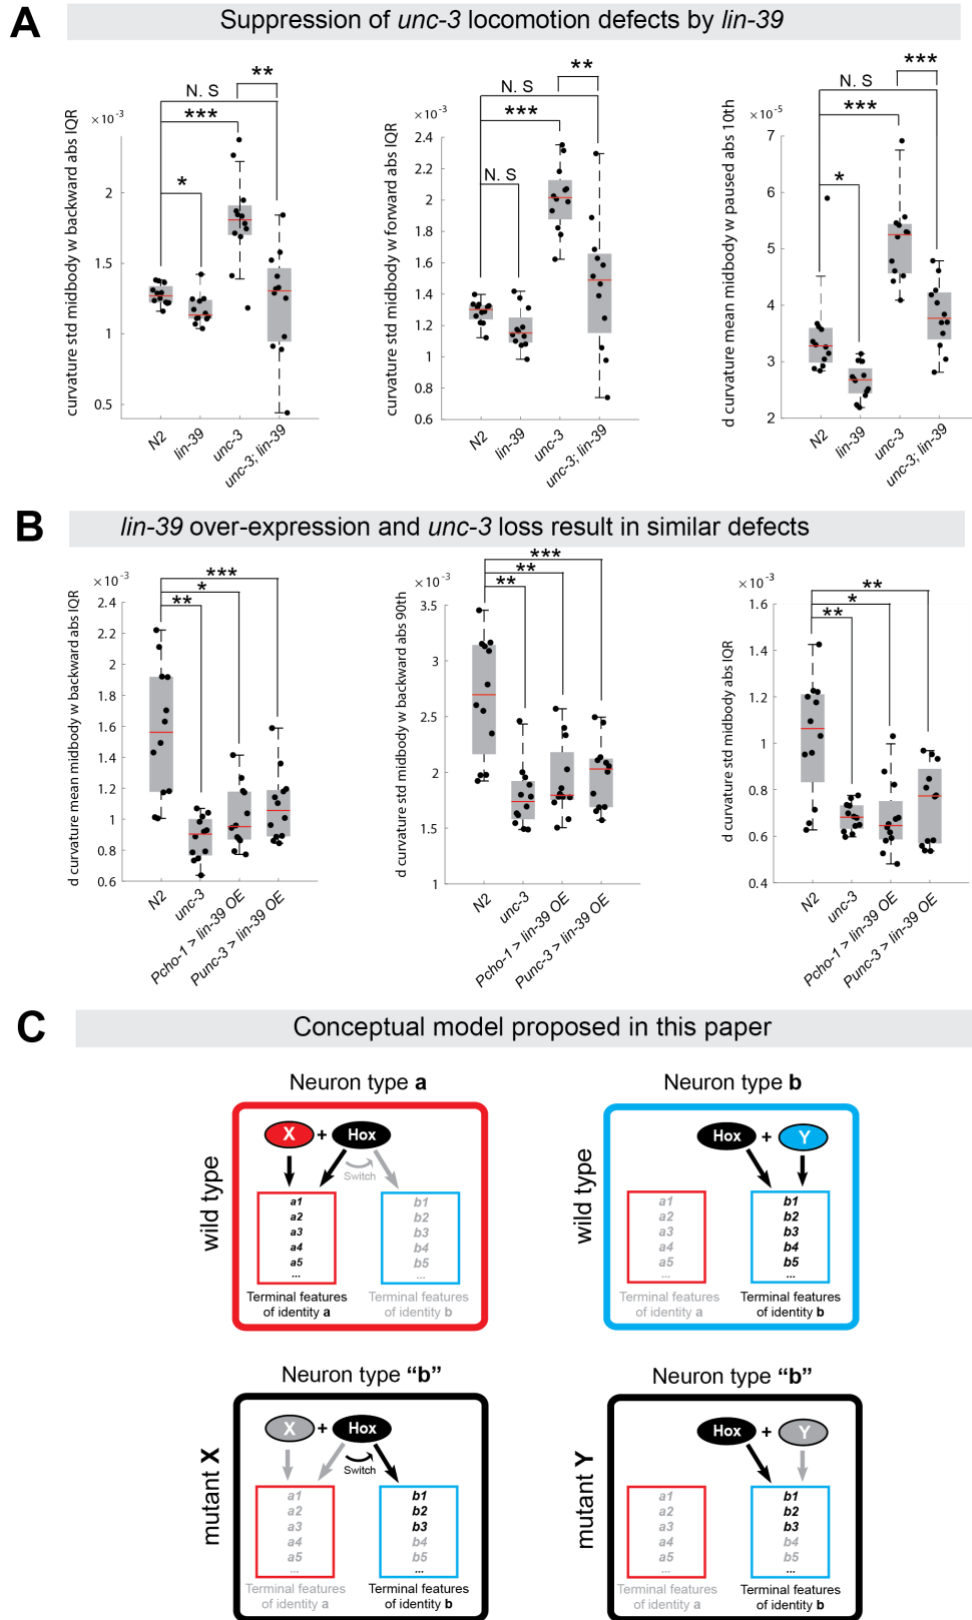 A
Suppression of unc-3 locomotion defects by lin-39
curvature std midbody w backward abs IQR
×10⁻³
2
1.5
1
0.5
N. S
**
***
*
N2
lin-39
unc-3
unc-3; lin-39
curvature std midbody w forward abs IQR
×10⁻³
2.4
2.2
2
1.8
1.6
1.4
1.2
1
0.8
0.6
**
N. S
***
N. S
N2
lin-39
unc-3
unc-3; lin-39
d curvature mean midbody w paused abs 10th
×10⁻⁵
7
6
5
4
3
2
***
N. S
***
*
N2
lin-39
unc-3
unc-3; lin-39
B
lin-39 over-expression and unc-3 loss result in similar defects
d curvature mean midbody w backward abs IQR
×10⁻³
2.4
2.2
2
1.8
1.6
1.4
1.2
1
0.8
0.6
***
*
**
N2
unc-3
Pcho-1 > lin-39 OE
Punc-3 > lin-39 OE
d curvature std midbody w backward abs 90th
×10⁻³
3.5
3
2.5
2
1.5
1
***
**
**
N2
unc-3
Pcho-1 > lin-39 OE
Punc-3 > lin-39 OE
d curvature std midbody abs IQR
×10⁻³
1.6
1.4
1.2
1
0.8
0.6
0.4
**
*
**
N2
unc-3
Pcho-1 > lin-39 OE
Punc-3 > lin-39 OE
C
Conceptual model proposed in this paper
Neuron type a
wild type
X + Hox
Switch
a1
a2
a3
a4
a5
...
Terminal features
of identity a
b1
b2
b3
b4
b5
...
Terminal features
of identity b
Neuron type b
wild type
Hox + Y
a1
a2
a3
a4
a5
...
Terminal features
of identity a
b1
b2
b3
b4
b5
...
Terminal features
of identity b
Neuron type “b”
mutant X
X + Hox
Switch
a1
a2
a3
a4
a5
...
Terminal features
of identity a
b1
b2
b3
b4
b5
...
Terminal features
of identity b
Neuron type “b”
mutant Y
Hox + Y
a1
a2
a3
a4
a5
...
Terminal features
of identity a
b1
b2
b3
b4
b5
...
Terminal features
of identity b